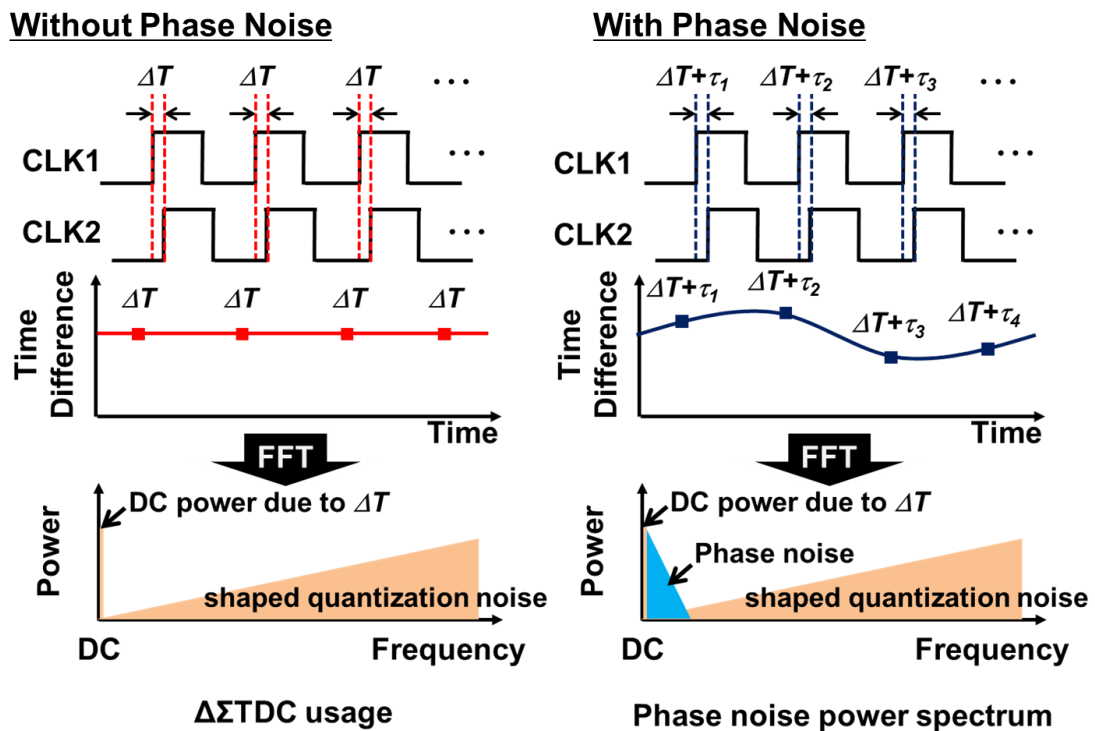 Without Phase Noise
ΔT ΔT ΔT ...
CLK1 ...
CLK2 ...
Time Difference
ΔT ΔT ΔT ΔT
Time
FFT
Power
DC power due to ΔT
shaped quantization noise
DC Frequency
ΔΣTDC usage
With Phase Noise
ΔT+τ1 ΔT+τ2 ΔT+τ3 ...
CLK1 ...
CLK2 ...
Time Difference
ΔT+τ1 ΔT+τ2 ΔT+τ3 ΔT+τ4
Time
FFT
Power
DC power due to ΔT
Phase noise
shaped quantization noise
DC Frequency
Phase noise power spectrum